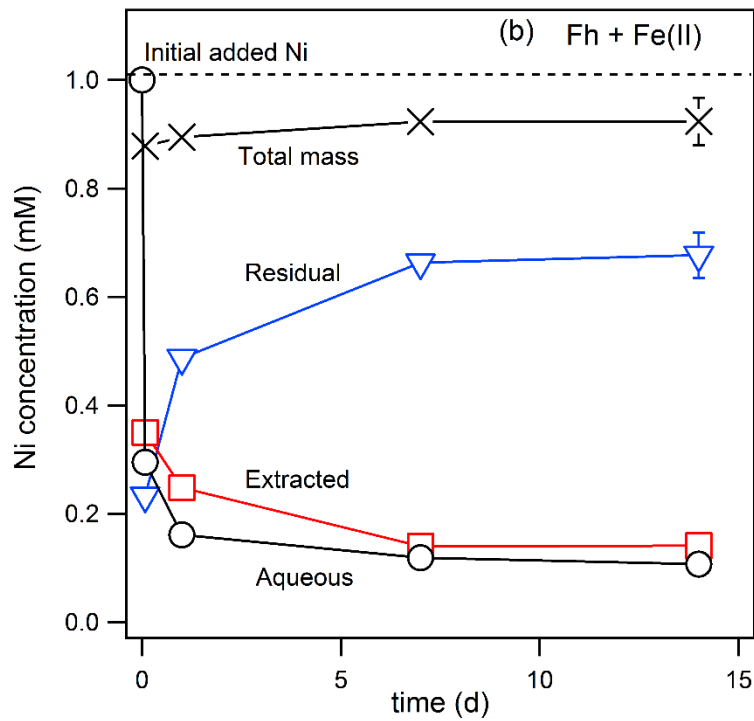 (b) Fh + Fe(II)
Initial added Ni
1.0
Total mass
0.8
Residual
0.6
0.4
Extracted
0.2
Aqueous
0.0
0 5 10 15
time (d)
Ni concentration (mM)